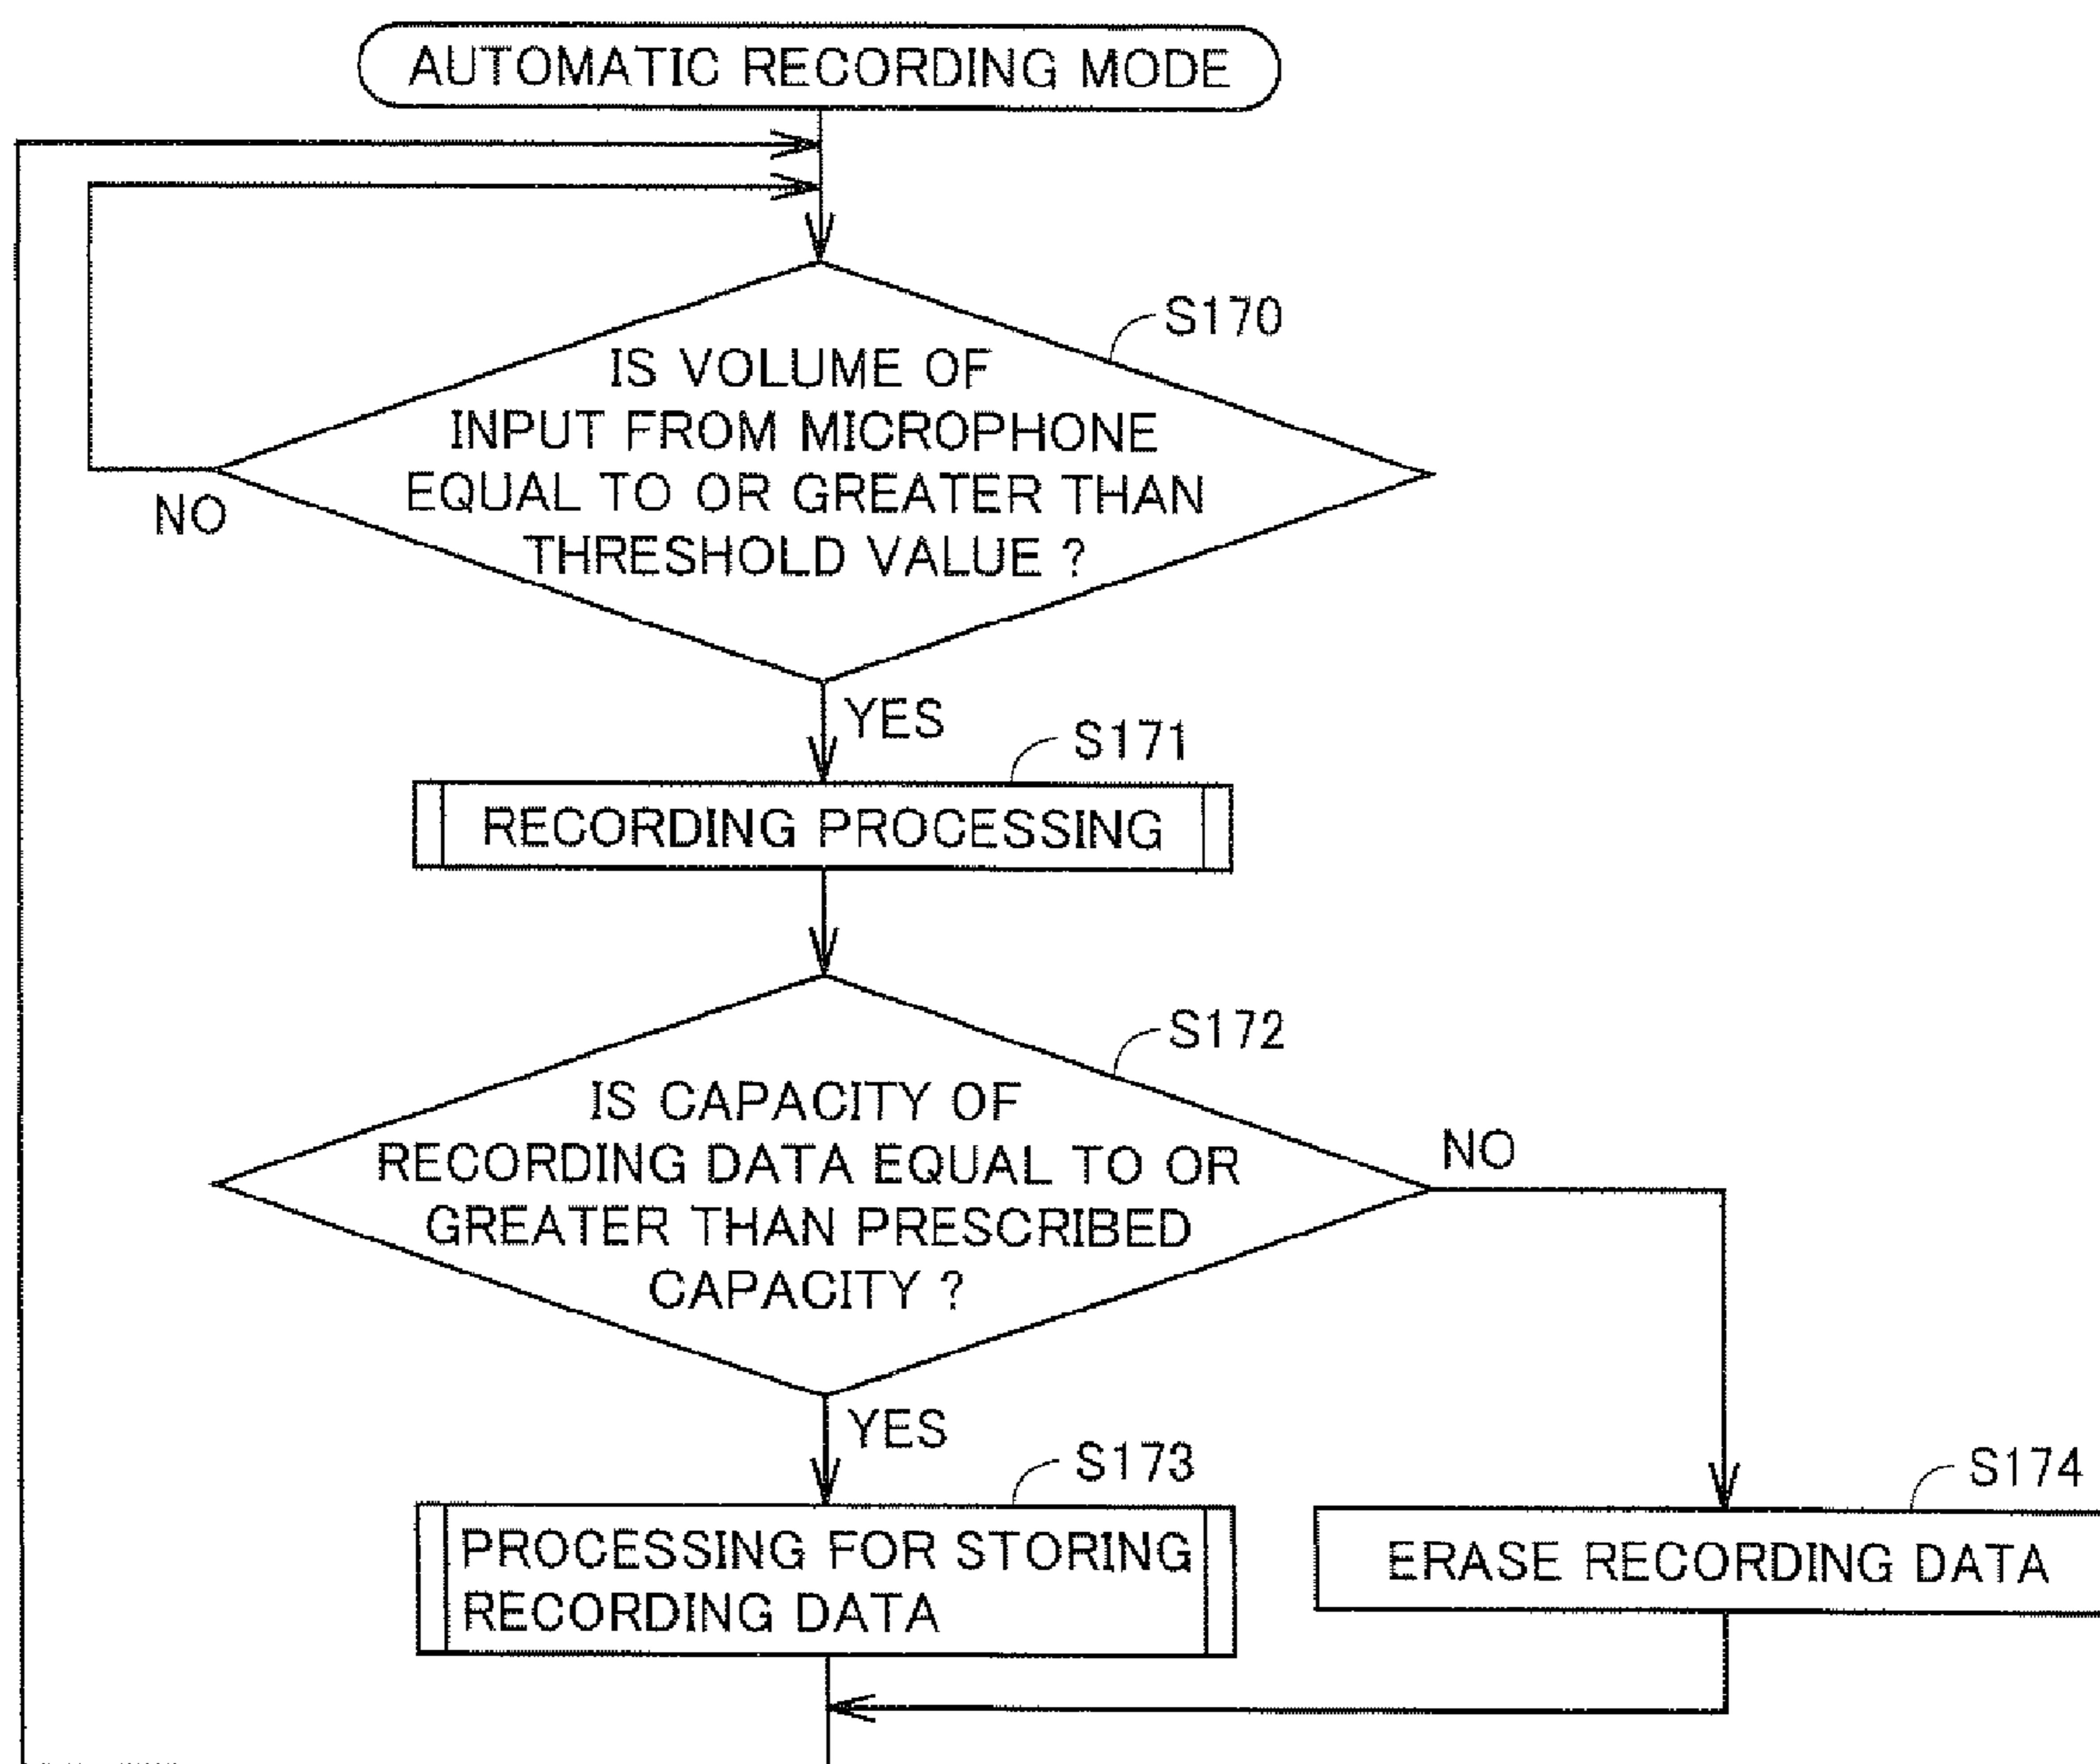 AUTOMATIC RECORDING MODE
S170
IS VOLUME OF
INPUT FROM MICROPHONE
EQUAL TO OR GREATER THAN
THRESHOLD VALUE ?
NO
YES
S171
RECORDING PROCESSING
S172
IS CAPACITY OF
RECORDING DATA EQUAL TO OR
GREATER THAN PRESCRIBED
CAPACITY ?
NO
YES
S173
PROCESSING FOR STORING
RECORDING DATA
S174
ERASE RECORDING DATA